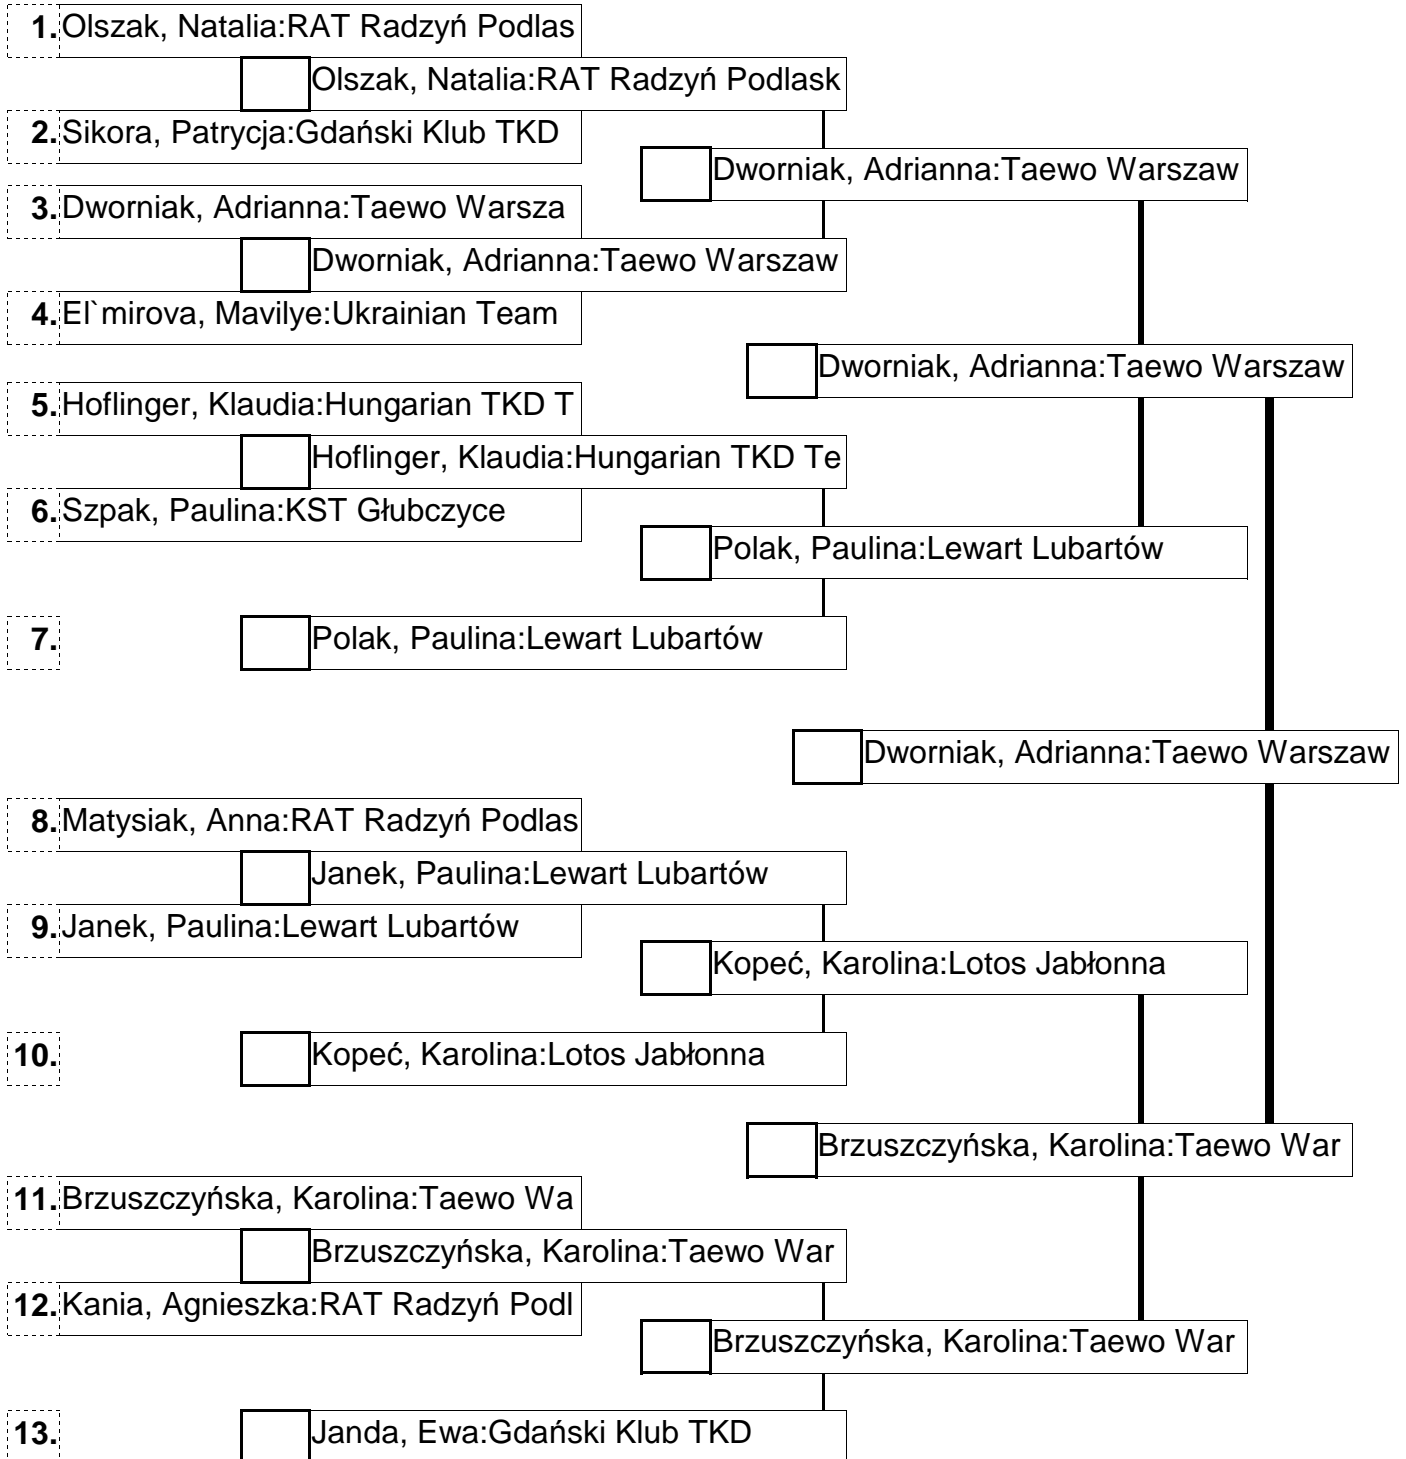 1. Olszak, Natalia:RAT Radzyń Podlas
Olszak, Natalia:RAT Radzyń Podlask
2. Sikora, Patrycja:Gdański Klub TKD
Dworniak, Adrianna:Taewo Warszaw
3. Dworniak, Adrianna:Taewo Warsza
Dworniak, Adrianna:Taewo Warszaw
4. El`mirova, Mavilye:Ukrainian Team
Dworniak, Adrianna:Taewo Warszaw
5. Hoflinger, Klaudia:Hungarian TKD T
Hoflinger, Klaudia:Hungarian TKD Te
6. Szpak, Paulina:KST Głubczyce
Polak, Paulina:Lewart Lubartów
7. Polak, Paulina:Lewart Lubartów
Dworniak, Adrianna:Taewo Warszaw
8. Matysiak, Anna:RAT Radzyń Podlas
Janek, Paulina:Lewart Lubartów
9. Janek, Paulina:Lewart Lubartów
Kopeć, Karolina:Lotos Jabłonna
10. Kopeć, Karolina:Lotos Jabłonna
Brzuszczyńska, Karolina:Taewo War
11. Brzuszczyńska, Karolina:Taewo Wa
Brzuszczyńska, Karolina:Taewo War
12. Kania, Agnieszka:RAT Radzyń Podl
Brzuszczyńska, Karolina:Taewo War
13. Janda, Ewa:Gdański Klub TKD